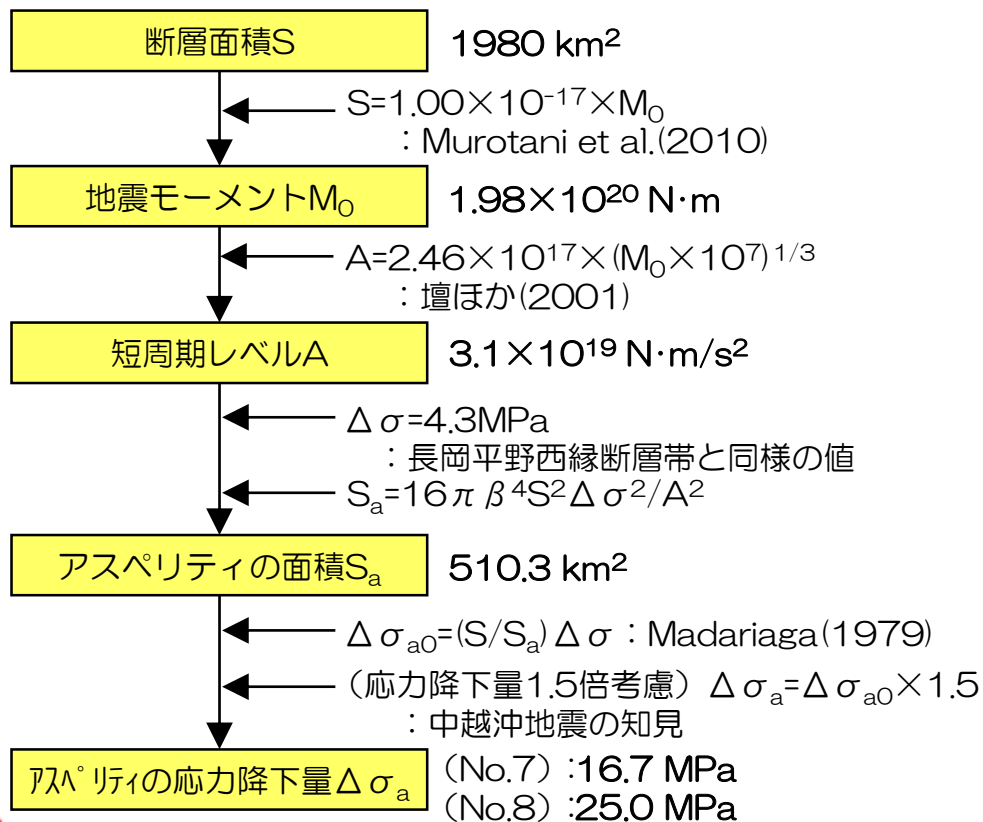 断層面積S
1980 km²
S=1.00×10⁻¹⁷×M₀
：Murotani et al.(2010)
地震モーメントM₀
1.98×10²⁰ N·m
A=2.46×10¹⁷×(M₀×10⁷)¹ᐟ³
：壇ほか(2001)
短周期レベルA
3.1×10¹⁹ N·m/s²
Δσ=4.3MPa
：長岡平野西縁断層帯と同様の値
Sₐ=16πβ⁴S²Δσ²/A²
アスペリティの面積Sₐ
510.3 km²
Δσₐ₀=(S/Sₐ)Δσ：Madariaga(1979)
（応力降下量1.5倍考慮）Δσₐ=Δσₐ₀×1.5
：中越沖地震の知見
ｱｽﾍﾟﾘﾃｨの応力降下量Δσₐ
（No.7）:16.7 MPa
（No.8）:25.0 MPa